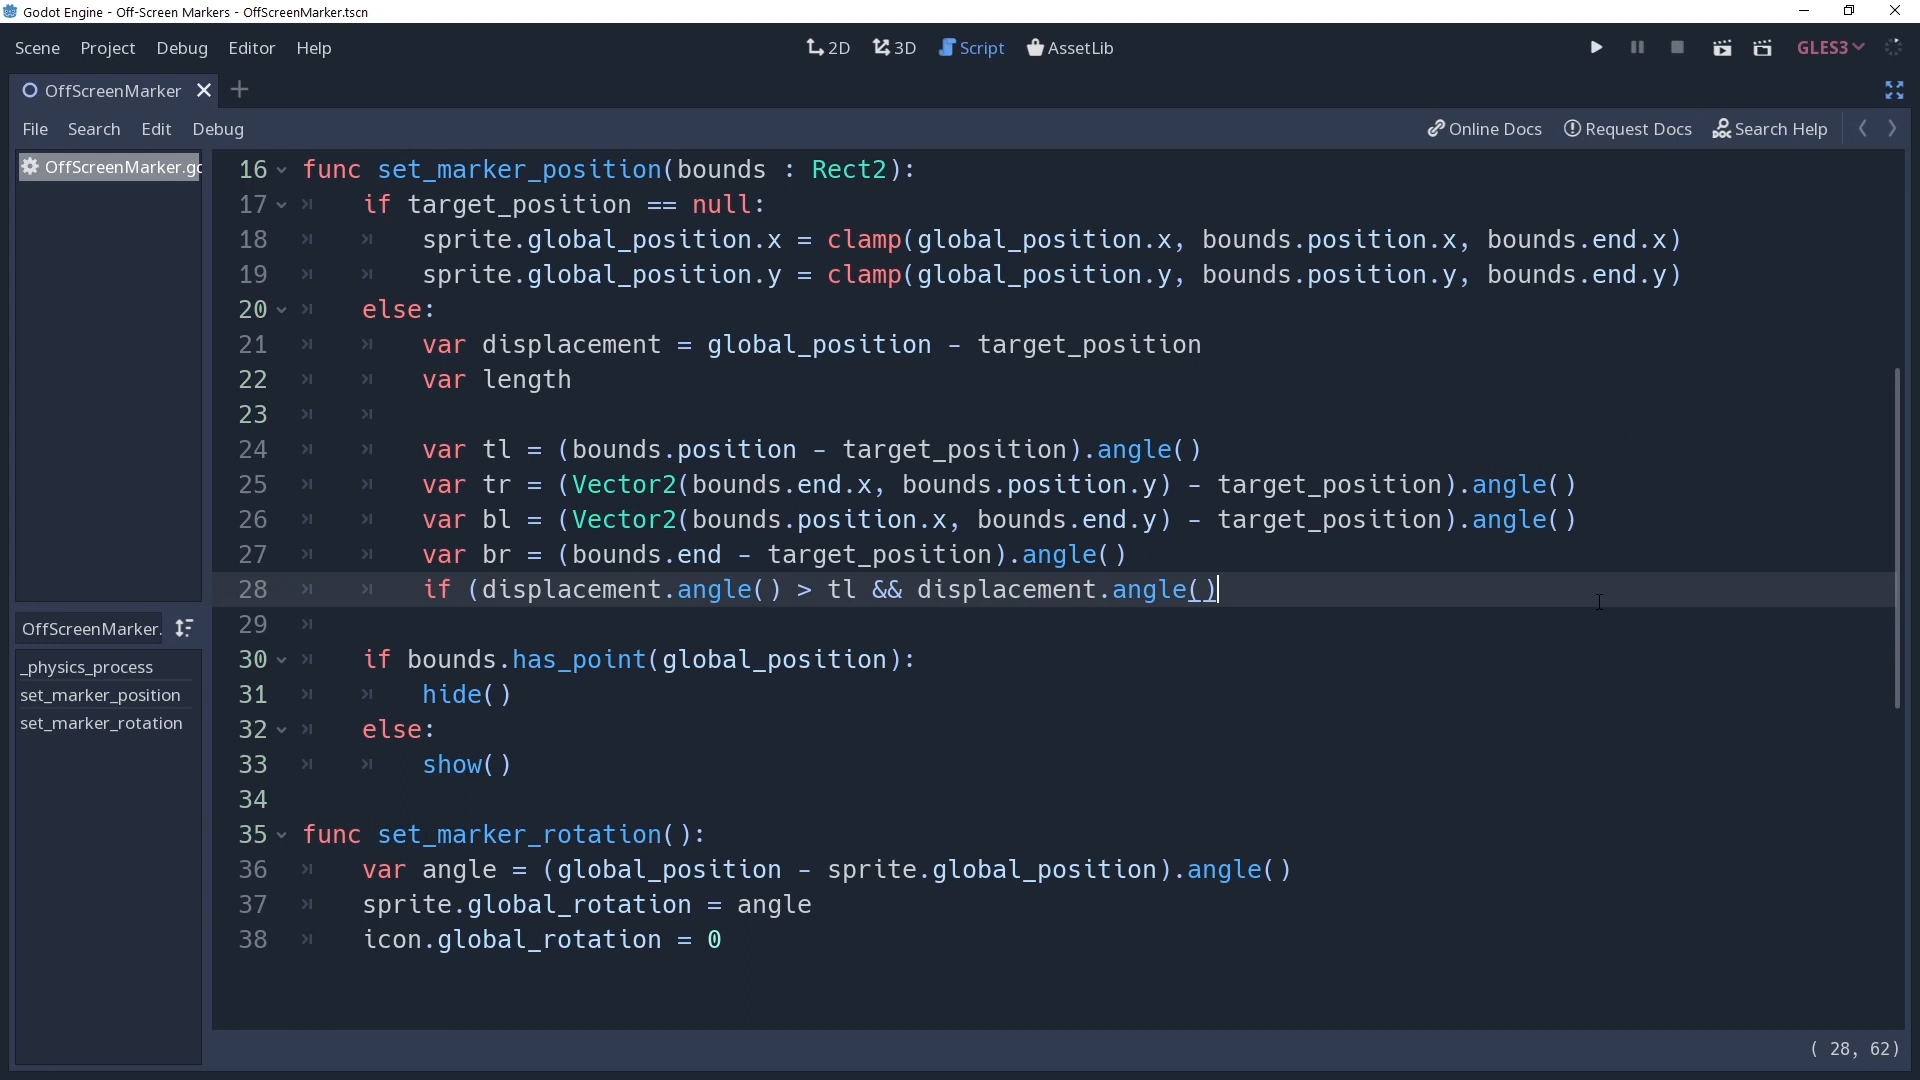 Godot Engine - Off-Screen Markers - OffScreenMarker.tscn
Scene Project Debug Editor Help 2D 3D Script AssetLib GLES3
OffScreenMarker
File Search Edit Debug Online Docs Request Docs Search Help
OffScreenMarker.gd
OffScreenMarker.
_physics_process
set_marker_position
set_marker_rotation
16 func set_marker_position(bounds : Rect2):
17 if target_position == null:
18 sprite.global_position.x = clamp(global_position.x, bounds.position.x, bounds.end.x)
19 sprite.global_position.y = clamp(global_position.y, bounds.position.y, bounds.end.y)
20 else:
21 var displacement = global_position - target_position
22 var length
23
24 var tl = (bounds.position - target_position).angle()
25 var tr = (Vector2(bounds.end.x, bounds.position.y) - target_position).angle()
26 var bl = (Vector2(bounds.position.x, bounds.end.y) - target_position).angle()
27 var br = (bounds.end - target_position).angle()
28 if (displacement.angle() > tl && displacement.angle()
29
30 if bounds.has_point(global_position):
31 hide()
32 else:
33 show()
34
35 func set_marker_rotation():
36 var angle = (global_position - sprite.global_position).angle()
37 sprite.global_rotation = angle
38 icon.global_rotation = 0
( 28, 62)